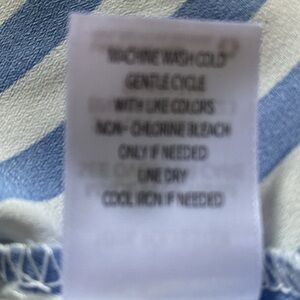 MACHINE WASH COLD
GENTLE CYCLE
WITH LIKE COLORS
NON- CHLORINE BLEACH
ONLY IF NEEDED
LINE DRY
COOL IRON IF NEEDED